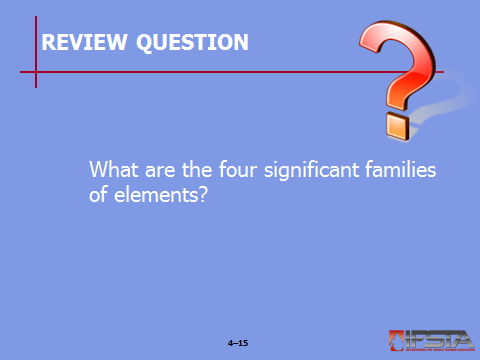 REVIEW QUESTION
What are the four significant families
of elements?
4–15
IFSTA